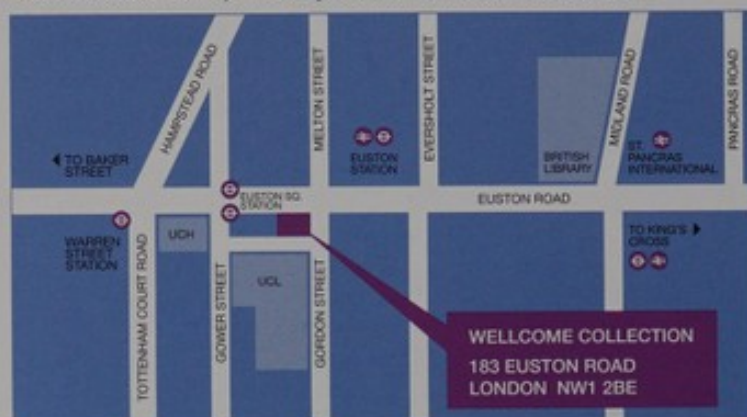 HAMPSTEAD ROAD
MELTON STREET
EVERSHOLT STREET
MIDLAND ROAD
PANCRAS ROAD
TO BAKER
STREET
EUSTON
STATION
BRITISH
LIBRARY
ST.
PANCRAS
INTERNATIONAL
EUSTON SQ.
STATION
EUSTON ROAD
WARREN
STREET
STATION
UCH
TO KING'S
CROSS
TOTTENHAM COURT ROAD
GOWER STREET
UCL
GORDON STREET
WELLCOME COLLECTION
183 EUSTON ROAD
LONDON NW1 2BE